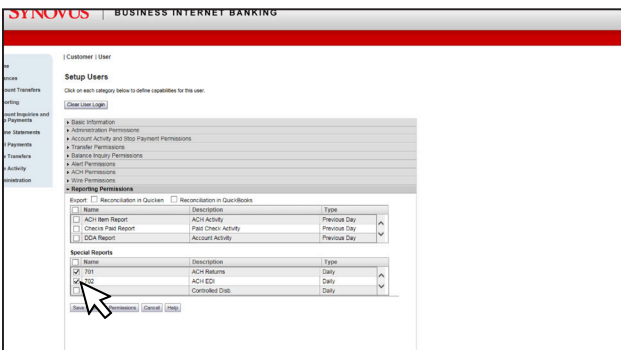 SYNOVUS | BUSINESS INTERNET BANKING
| Customer | User
Setup Users
Click on each category below to define capabilities for this user.
Clear User Login
Basic Information
Administration Permissions
Account Activity and Stop Payment Permissions
Transfer Permissions
Balance Inquiry Permissions
Alert Permissions
ACH Permissions
Wire Permissions
Reporting Permissions
Export: Reconciliation in Quicken Reconciliation in QuickBooks
Name Description Type
ACH Item Report ACH Activity Previous Day
Checks Paid Report Paid Check Activity Previous Day
DDA Report Account Activity Previous Day
Special Reports
Name Description Type
701 ACH Returns Daily
702 ACH EDI Daily
Controlled Disb. Daily
Save Permissions Cancel Help
ount Transfers
orting
ount Inquiries and
p Payments
ne Statements
Payments
Transfers
Activity